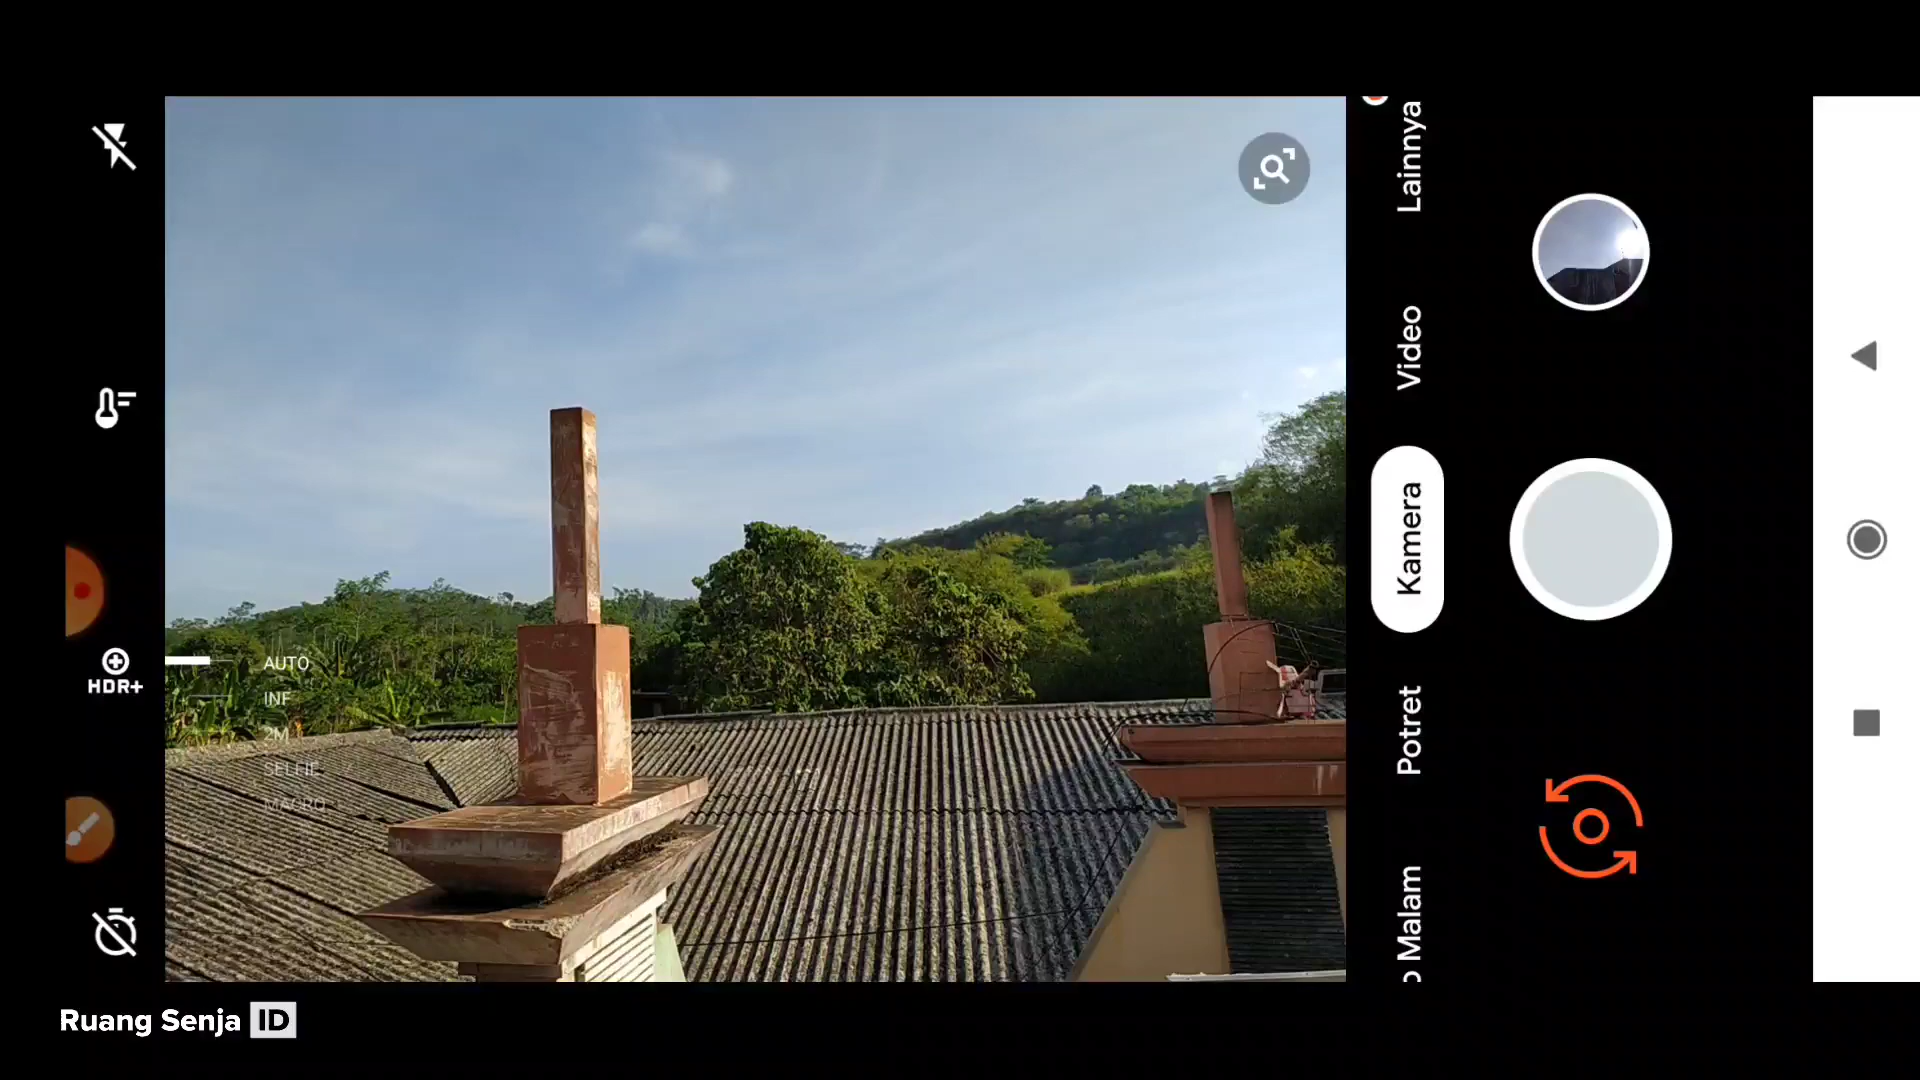 Lainnya
Video
Kamera
Potret
o Malam
HDR+
AUTO
INF
2M
SELFIE
MACRO
Ruang Senja ID